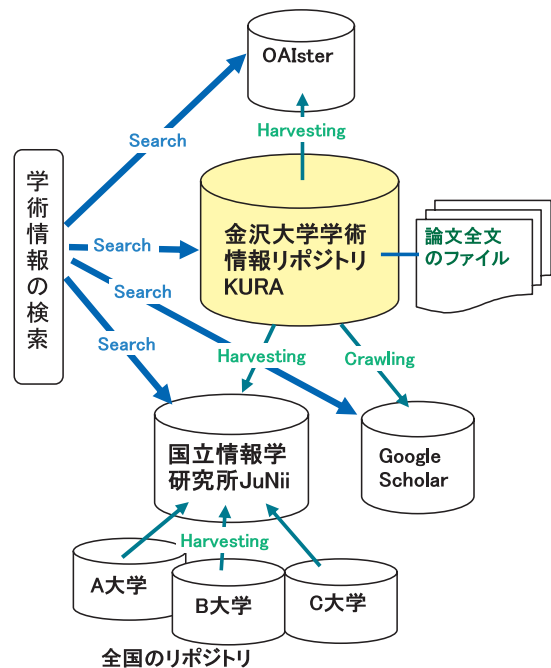 OAIster
Harvesting
Search
学術情報の検索
金沢大学学術
情報リポジトリ
KURA
論文全文
のファイル
Search
Search
Search
Harvesting
Crawling
国立情報学
研究所JuNii
Google
Scholar
Harvesting
A大学
B大学
C大学
全国のリポジトリ